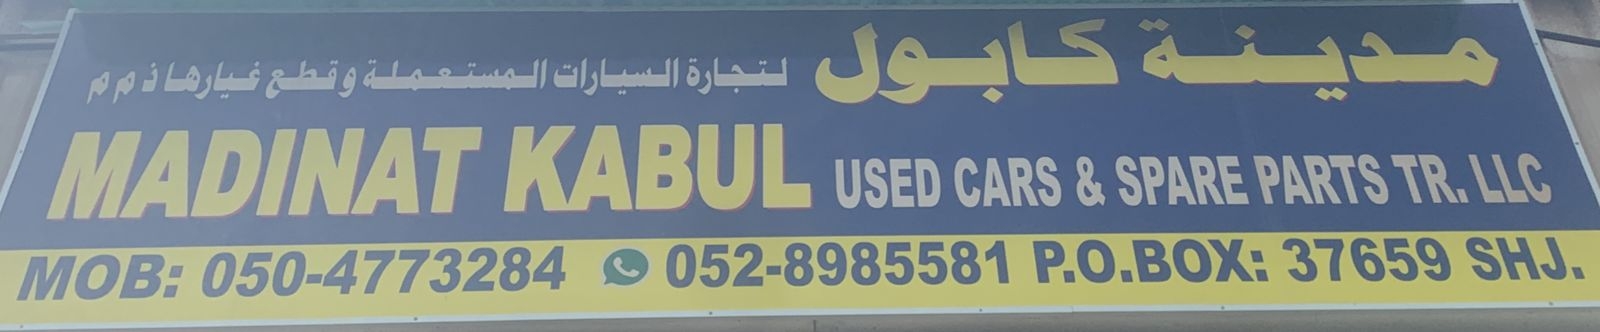 مدينة كابول لتجارة السيارات المستعملة وقطع غيارها ذ م م
MADINAT KABUL USED CARS & SPARE PARTS TR. LLC
MOB: 050-4773284 052-8985581 P.O.BOX: 37659 SHJ.